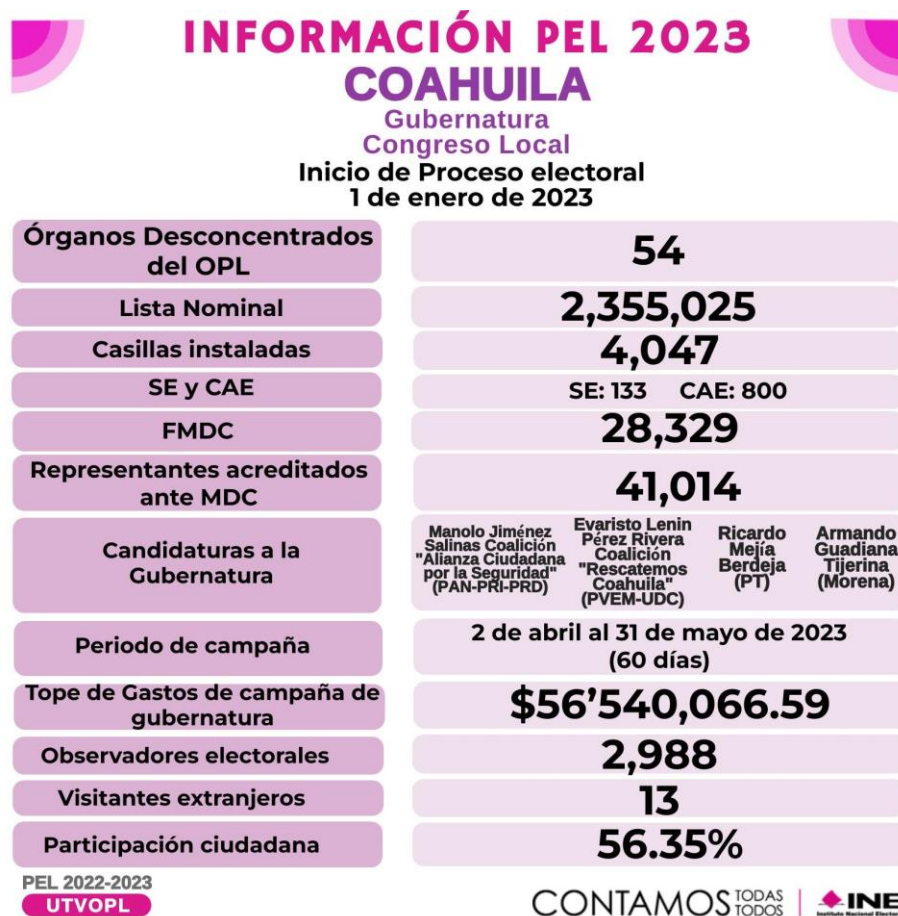 INFORMACIÓN PEL 2023
COAHUILA
Gubernatura
Congreso Local
Inicio de Proceso electoral
1 de enero de 2023
Órganos Desconcentrados
del OPL
54
Lista Nominal
2,355,025
Casillas instaladas
4,047
SE y CAE
SE: 133 CAE: 800
FMDC
28,329
Representantes acreditados
ante MDC
41,014
Candidaturas a la
Gubernatura
Manolo Jiménez
Salinas Coalición
"Alianza Ciudadana
por la Seguridad"
(PAN-PRI-PRD)
Evaristo Lenin
Pérez Rivera
Coalición
"Rescatemos
Coahuila"
(PVEM-UDC)
Ricardo
Mejía
Berdeja
(PT)
Armando
Guadiana
Tijerina
(Morena)
Periodo de campaña
2 de abril al 31 de mayo de 2023
(60 días)
Tope de Gastos de campaña de
gubernatura
$56’540,066.59
Observadores electorales
2,988
Visitantes extranjeros
13
Participación ciudadana
56.35%
PEL 2022-2023
UTVOPL
CONTAMOS TODAS
TODOS
INE
Instituto Nacional Elector